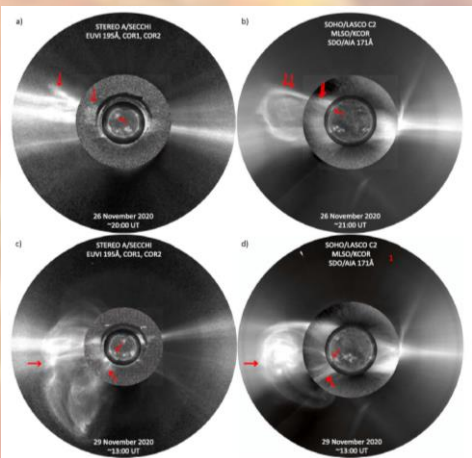 a)
STEREO A/SECCHI
EUVI 195Å, COR1, COR2
26 November 2020
~20:00 UT
b)
SOHO/LASCO C2
MLSO/KCOR
SDO/AIA 171Å
26 November 2020
~21:00 UT
c)
STEREO A/SECCHI
EUVI 195Å, COR1, COR2
29 November 2020
~13:00 UT
d)
SOHO/LASCO C2
MLSO/KCOR
SDO/AIA 171Å
1
29 November 2020
~13:00 UT